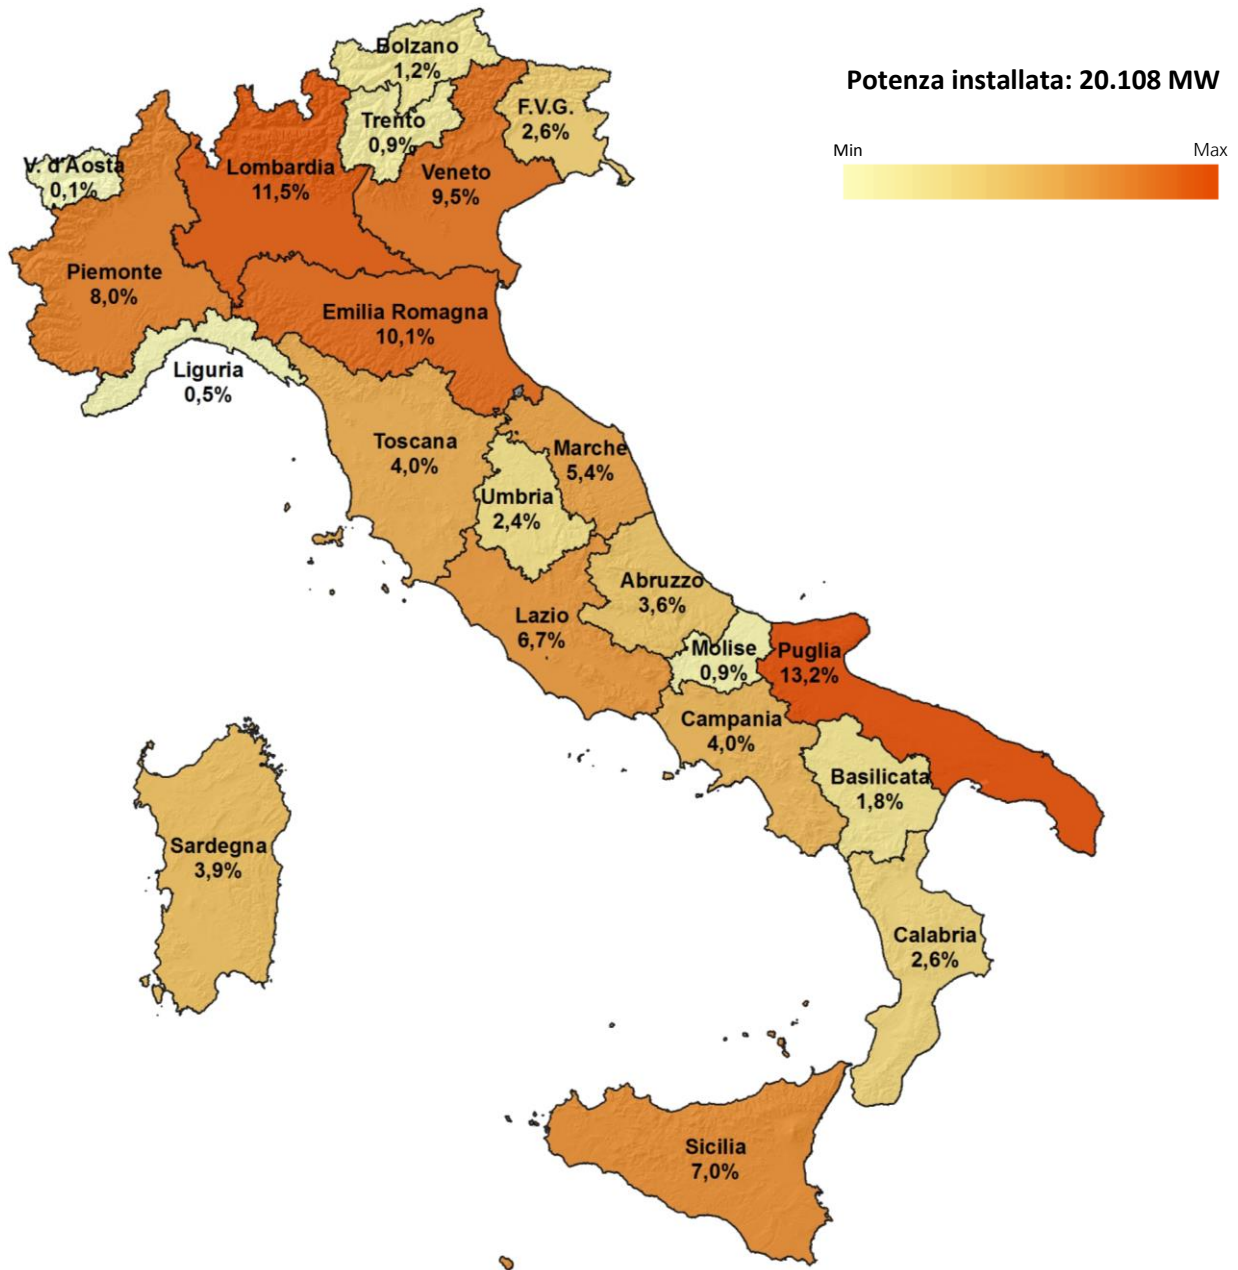 Potenza installata: 20.108 MW
Min
Max
Bolzano
1,2%
Trento
0,9%
F.V.G.
2,6%
V. d'Aosta
0,1%
Lombardia
11,5%
Veneto
9,5%
Piemonte
8,0%
Emilia Romagna
10,1%
Liguria
0,5%
Toscana
4,0%
Marche
5,4%
Umbria
2,4%
Abruzzo
3,6%
Lazio
6,7%
Molise
0,9%
Puglia
13,2%
Campania
4,0%
Basilicata
1,8%
Sardegna
3,9%
Calabria
2,6%
Sicilia
7,0%